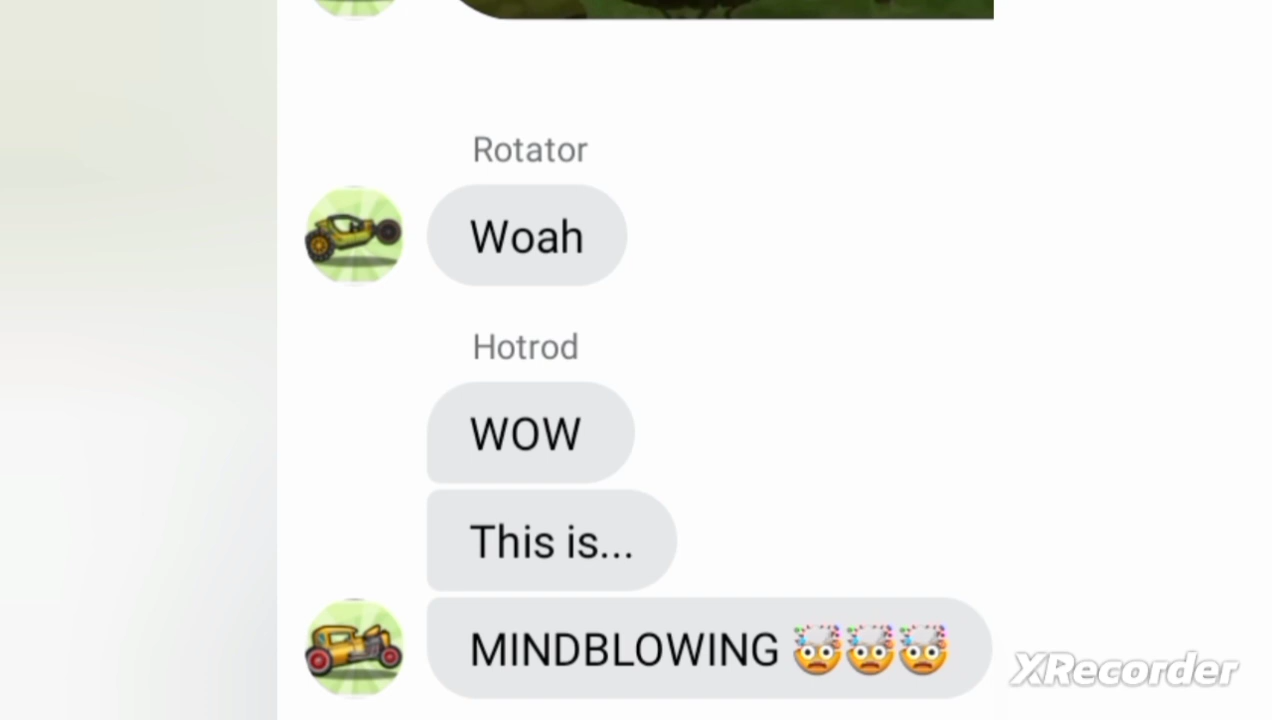 Rotator
Woah
Hotrod
WOW
This is...
MINDBLOWING 🤯🤯🤯
XRecorder